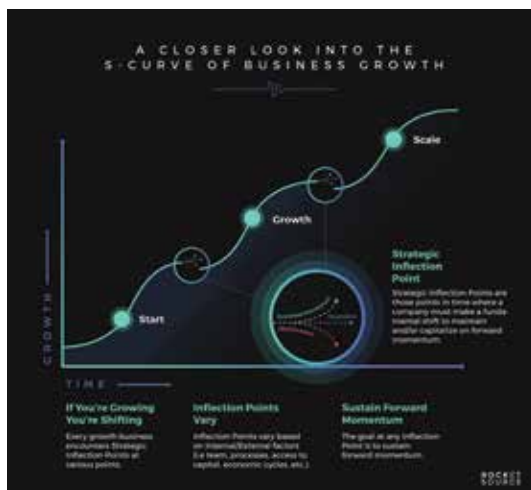 A CLOSER LOOK INTO THE
S-CURVE OF BUSINESS GROWTH
Scale
Growth
Start
Strategic
Inflection
Point
Strategic Inflection Points are
those points in time where a
company must make a funda-
mental shift to maintain
and/or capitalize on forward
momentum.
GROWTH
TIME
If You're Growing
You're Shifting
Every growth business
encounters Strategic
Inflection Points at
various points.
Inflection Points
Vary
Inflection Points vary based
on Internal/External factors
(i.e team, processes, access to
capital, economic cycles, etc.).
Sustain Forward
Momentum
The goal at any Inflection
Point is to sustain
forward momentum.
ROCKET
SOURCE